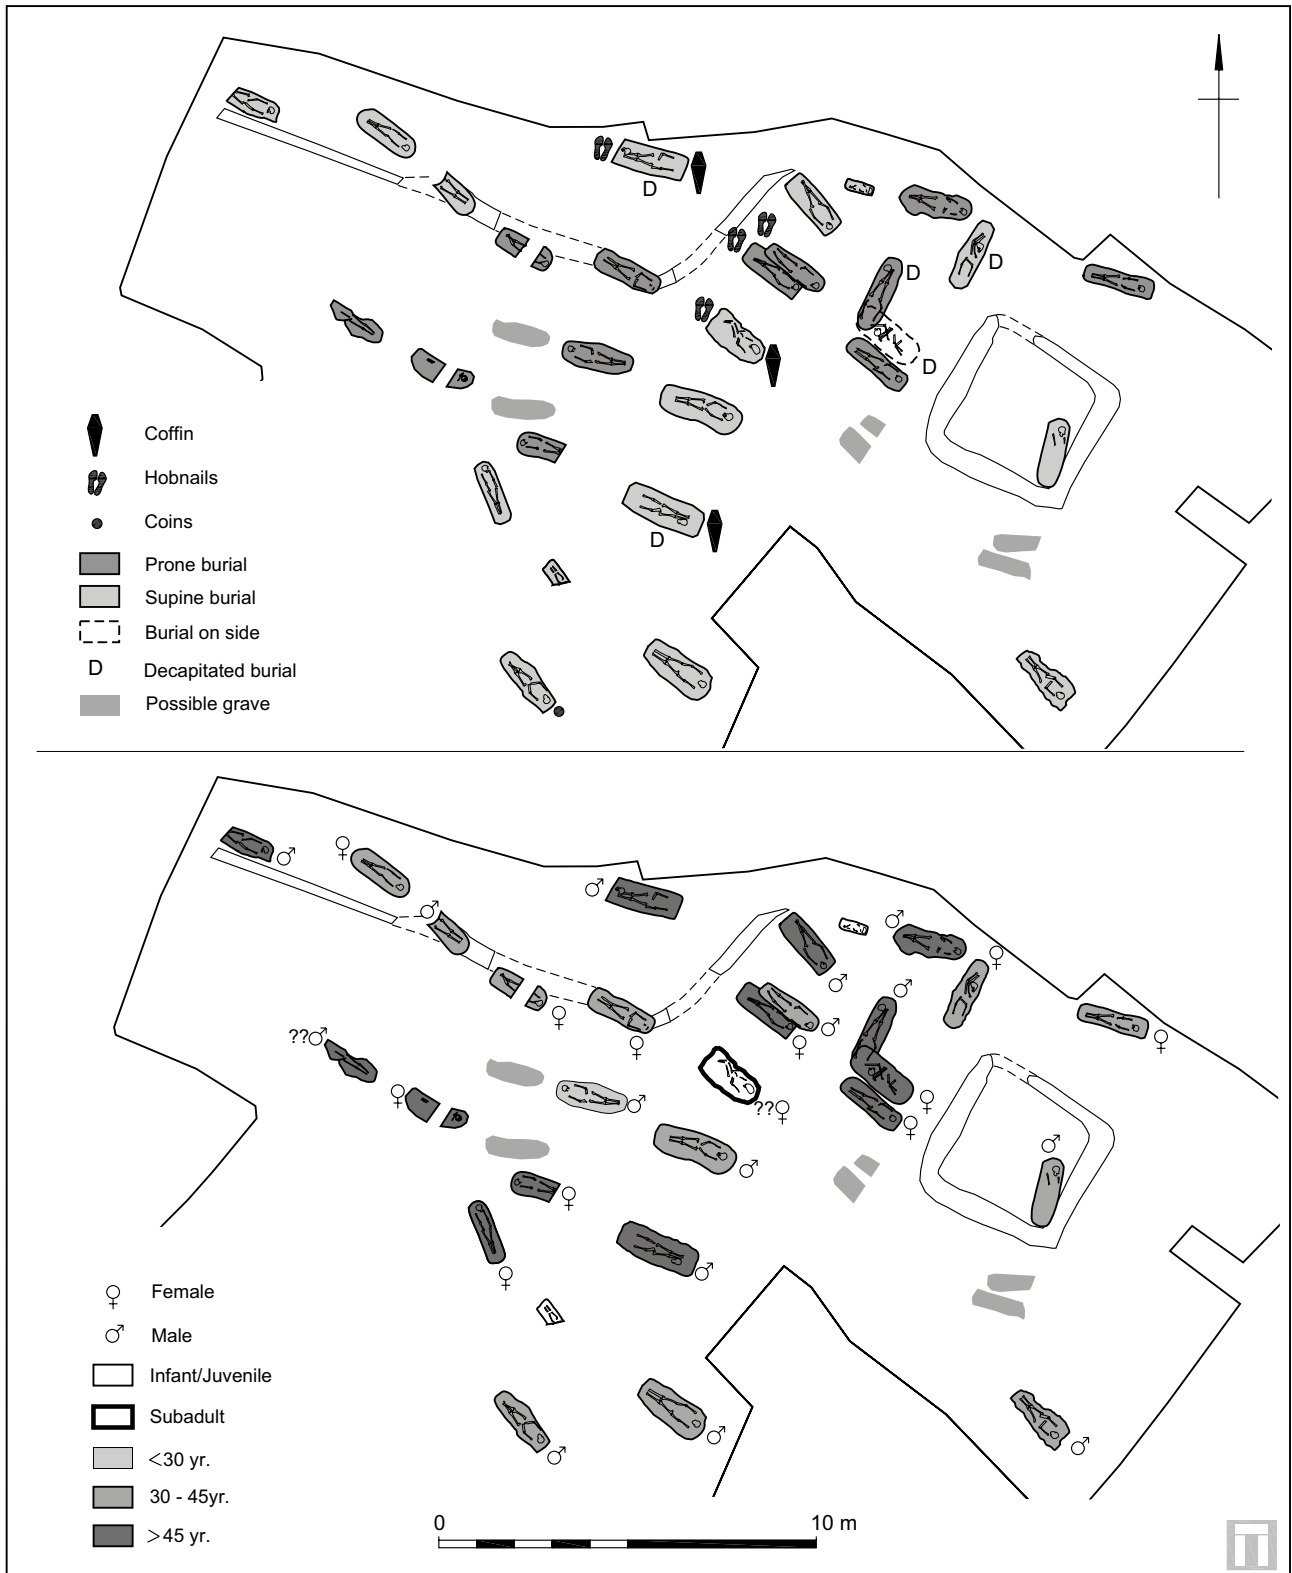 D
D
D
D
D
Coffin
Hobnails
Coins
Prone burial
Supine burial
Burial on side
D Decapitated burial
Possible grave
??♂
??♀
♀ Female
♂ Male
Infant/Juvenile
Subadult
<30 yr.
30 - 45yr.
>45 yr.
0 10 m